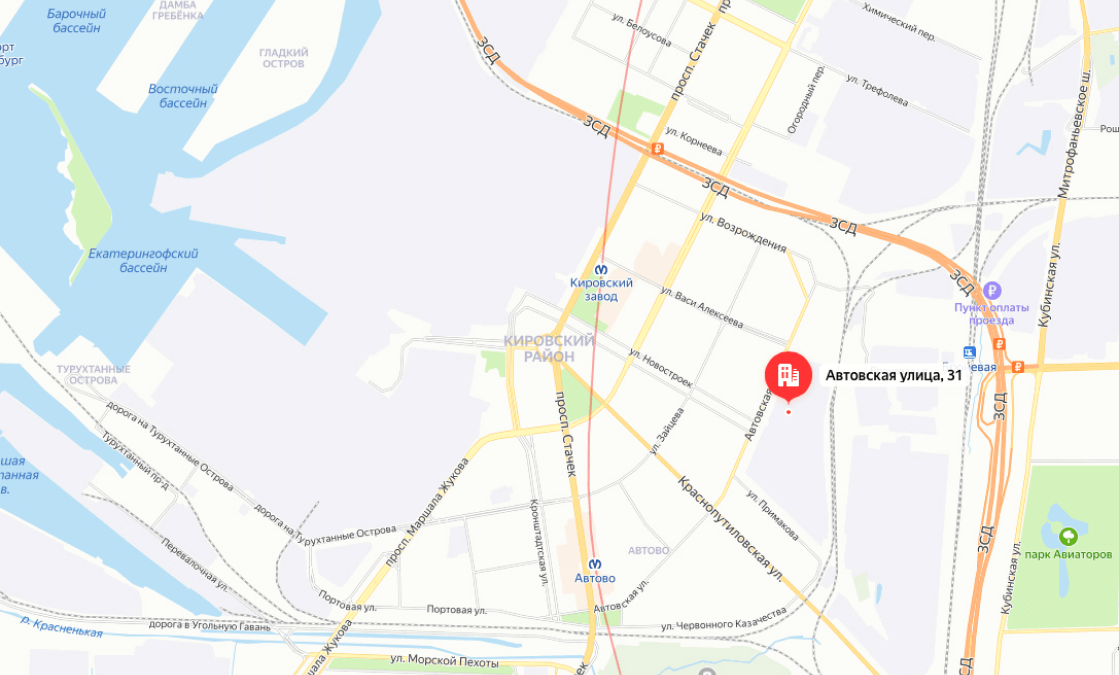 ДАМБА
ГРЕБЁНКА
Барочный
бассейн
ГЛАДКИЙ
ОСТРОВ
Восточный
бассейн
Екатерингофский
бассейн
ЗСД
ул. Белоусова
просп. Стачек
Химический пер.
Огородный пер.
ул. Трефолева
Митрофаньевское ш.
ЗСД
ул. Корнеева
ЗСД
ул. Возрождения
ЗСД
ЗСД
Кубинская ул.
Пункт оплаты
проезда
Кировский
завод
ул. Васи Алексеева
КИРОВСКИЙ
РАЙОН
ул. Новостроек
Автовская улица, 31
Автовская
ЗСД
ТУРУХТАННЫЕ
ОСТРОВА
дорога на Турухтанные Острова
Турухтанный пр-д
дорога на Турухтанные Острова
Перевалочная ул.
просп. Маршала Жукова
просп. Стачек
ул. Зайцева
Краснопутиловская ул.
ул. Примакова
Кронштадтская ул.
АВТОВО
Автово
Автовская ул.
ЗСД
парк Авиаторов
Кубинская ул.
Портовая ул.
Портовая ул.
дорога в Угольную Гавань
р. Красненькая
ул. Червонного Казачества
ул. Морской Пехоты
ЗСД